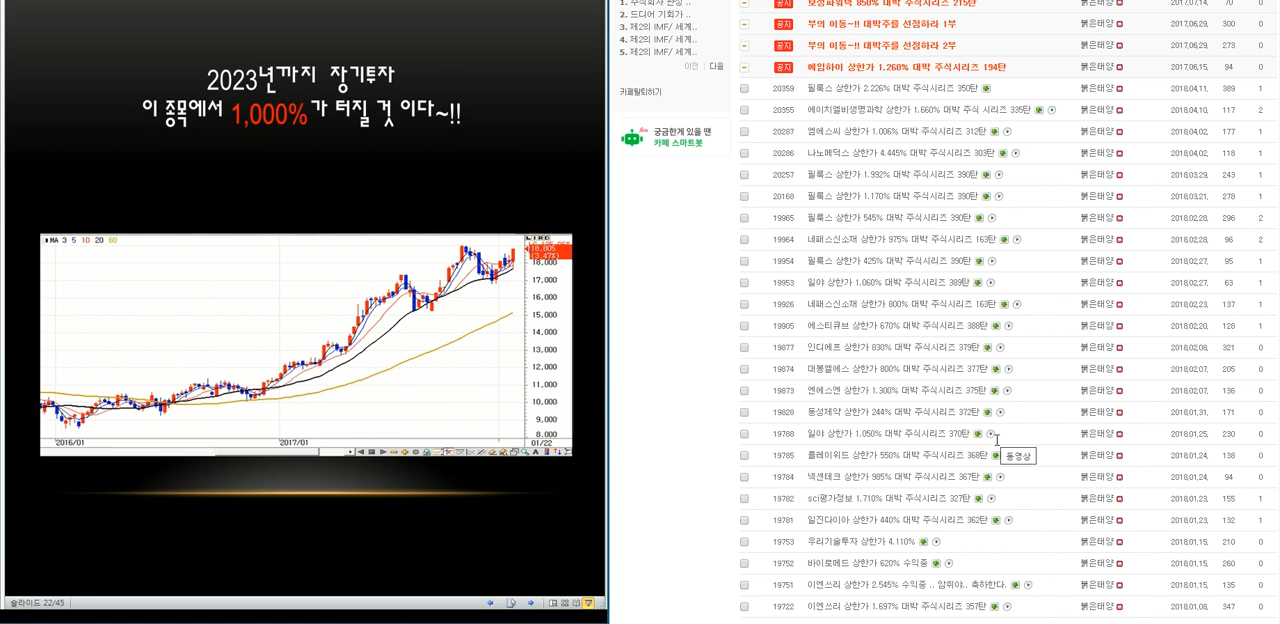 2023년까지 장기투자
이 종목에서 1,000%가 터질 것 이다~!!
MA 3 5 10 20 60
18,805
(3.42%)
18,000
17,000
16,000
15,000
14,000
13,000
12,000
11,000
10,000
9,000
8,000
2016/01
2017/01
01/22
슬라이드 22/45
2. 드디어 기회가 ..
3. 제2의 IMF/ 세계..
4. 제2의 IMF/ 세계..
5. 제2의 IMF/ 세계..
이전 | 다음
카페탈퇴하기
궁금한게 있을 땐
카페 스마트봇
공지 850% 대박 주식시리즈 215탄 붉은태양 2017.07.14. 70 0
공지 부의 이동~!! 대박주를 선점하라 1부 붉은태양 2017.06.29. 300 0
공지 부의 이동~!! 대박주를 선점하라 2부 붉은태양 2017.06.29. 273 0
공지 에임하이 상한가 1.260% 대박 주식시리즈 194탄 붉은태양 2017.06.15. 94 0
20359 필룩스 상한가 2.226% 대박 주식시리즈 350탄 붉은태양 2018.04.11. 389 1
20355 에이치엘비생명과학 상한가 1.660% 대박 주식 시리즈 335탄 붉은태양 2018.04.10. 117 2
20287 엠에스씨 상한가 1.006% 대박 주식시리즈 312탄 붉은태양 2018.04.02. 177 1
20286 나노메딕스 상한가 4.445% 대박 주식시리즈 303탄 붉은태양 2018.04.02. 118 1
20257 필룩스 상한가 1.992% 대박 주식시리즈 390탄 붉은태양 2018.03.29. 243 1
20168 필룩스 상한가 1.170% 대박 주식시리즈 390탄 붉은태양 2018.03.21. 278 1
19965 필룩스 상한가 545% 대박 주식시리즈 390탄 붉은태양 2018.02.28. 296 2
19964 네패스신소재 상한가 975% 대박 주식시리즈 163탄 붉은태양 2018.02.28. 96 2
19954 필룩스 상한가 425% 대박 주식시리즈 390탄 붉은태양 2018.02.27. 95 1
19953 일야 상한가 1.060% 대박 주식시리즈 389탄 붉은태양 2018.02.27. 63 1
19926 네패스신소재 상한가 800% 대박 주식시리즈 163탄 붉은태양 2018.02.23. 137 1
19905 에스티큐브 상한가 670% 대박 주식시리즈 388탄 붉은태양 2018.02.20. 128 1
19877 인디에프 상한가 830% 대박 주식시리즈 379탄 붉은태양 2018.02.08. 321 0
19874 대봉엘에스 상한가 800% 대박 주식시리즈 377탄 붉은태양 2018.02.07. 205 0
19873 엔에스엔 상한가 1.300% 대박 주식시리즈 375탄 붉은태양 2018.02.07. 136 0
19828 동성제약 상한가 244% 대박 주식시리즈 372탄 붉은태양 2018.01.31. 171 0
19788 일야 상한가 1.050% 대박 주식시리즈 370탄 붉은태양 2018.01.25. 230 0
19785 플레이위드 상한가 550% 대박 주식시리즈 368탄 붉은태양 2018.01.24. 138 0
동영상
19784 넥센테크 상한가 985% 대박 주식시리즈 367탄 붉은태양 2018.01.24. 94 0
19782 sci평가정보 1.710% 대박 주식시리즈 327탄 붉은태양 2018.01.23. 155 1
19781 일진다이아 상한가 440% 대박 주식시리즈 362탄 붉은태양 2018.01.23. 132 1
19753 우리기술투자 상한가 4.110% 붉은태양 2018.01.15. 210 0
19752 바이로메드 상한가 620% 수익중 붉은태양 2018.01.15. 260 0
19751 이엔쓰리 상한가 2.545% 수익중 .. 앗쥐야.. 축하한다. 붉은태양 2018.01.15. 135 0
19722 이엔쓰리 상한가 1.697% 대박 주식시리즈 357탄 붉은태양 2018.01.08. 347 0